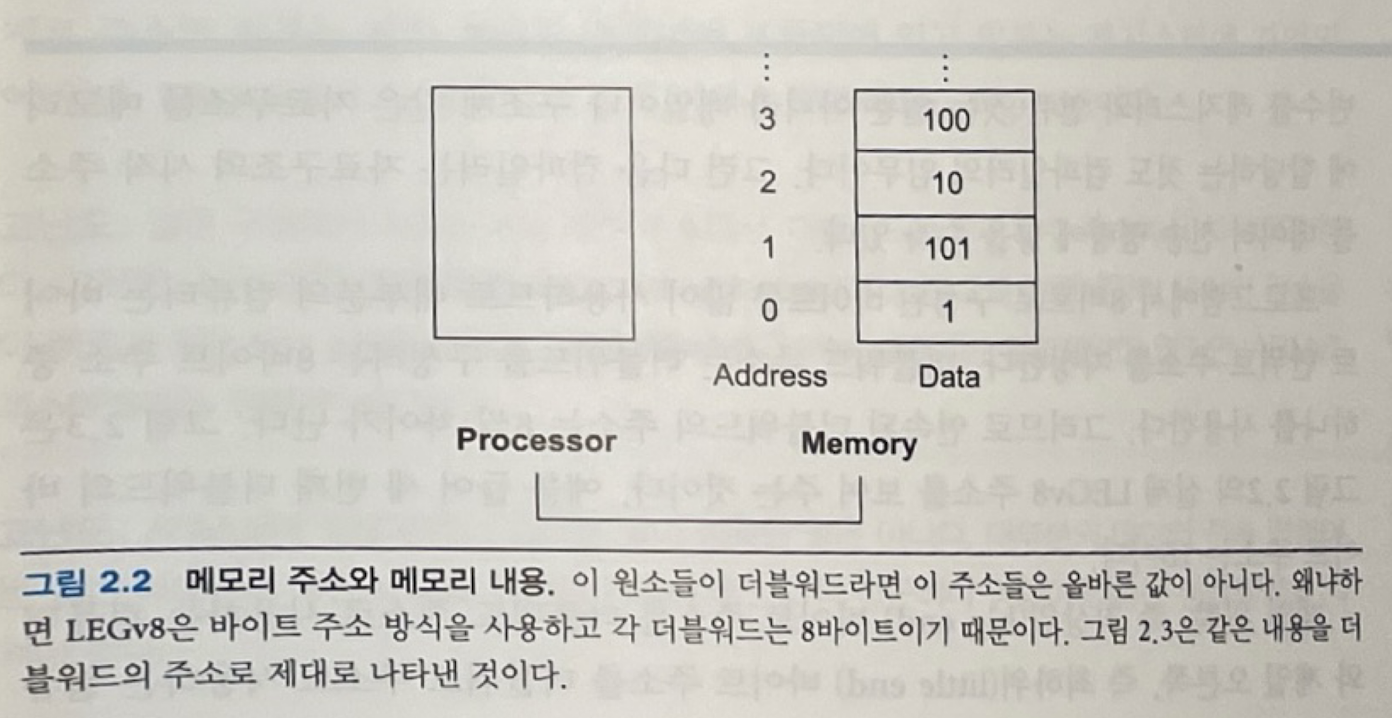 ⋮ ⋮
3 100
2 10
1 101
0 1
Address Data
Processor Memory
그림 2.2 메모리 주소와 메모리 내용. 이 원소들이 더블워드라면 이 주소들은 올바른 값이 아니다. 왜냐하
면 LEGv8은 바이트 주소 방식을 사용하고 각 더블워드는 8바이트이기 때문이다. 그림 2.3은 같은 내용을 더
블워드의 주소로 제대로 나타낸 것이다.